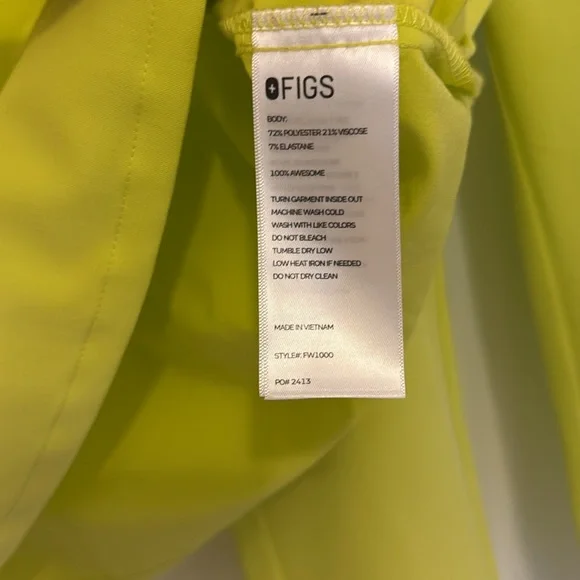 FIGS
BODY:
72% POLYESTER 21% VISCOSE
7% ELASTANE
100% AWESOME
TURN GARMENT INSIDE OUT
MACHINE WASH COLD
WASH WITH LIKE COLORS
DO NOT BLEACH
TUMBLE DRY LOW
LOW HEAT IRON IF NEEDED
DO NOT DRY CLEAN
MADE IN VIETNAM
STYLE#: FW1000
PO# 2413